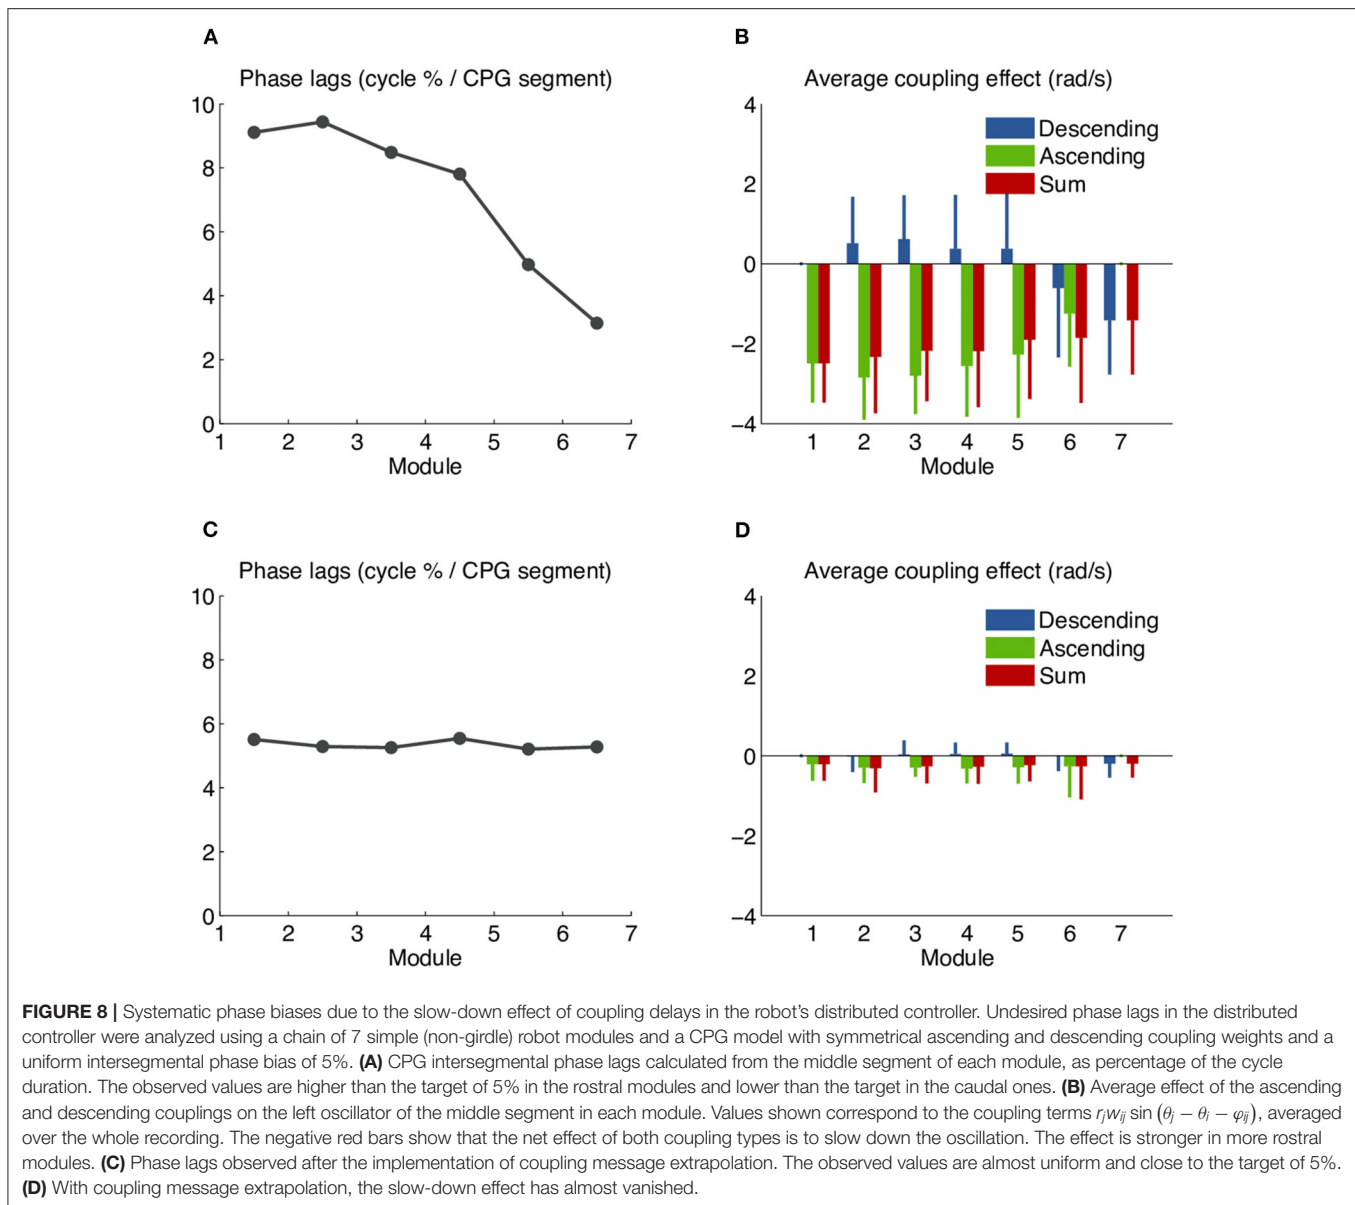 A
Phase lags (cycle % / CPG segment)
10
8
6
4
2
0
1 2 3 4 5 6 7
Module
B
Average coupling effect (rad/s)
4
2
0
−2
−4
Descending
Ascending
Sum
1 2 3 4 5 6 7
Module
C
Phase lags (cycle % / CPG segment)
10
8
6
4
2
0
1 2 3 4 5 6 7
Module
D
Average coupling effect (rad/s)
4
2
0
−2
−4
Descending
Ascending
Sum
1 2 3 4 5 6 7
Module
FIGURE 8 | Systematic phase biases due to the slow-down effect of coupling delays in the robot's distributed controller. Undesired phase lags in the distributed
controller were analyzed using a chain of 7 simple (non-girdle) robot modules and a CPG model with symmetrical ascending and descending coupling weights and a
uniform intersegmental phase bias of 5%. (A) CPG intersegmental phase lags calculated from the middle segment of each module, as percentage of the cycle
duration. The observed values are higher than the target of 5% in the rostral modules and lower than the target in the caudal ones. (B) Average effect of the ascending
and descending couplings on the left oscillator of the middle segment in each module. Values shown correspond to the coupling terms r_j w_ij sin (θ_j − θ_i − φ_ij), averaged
over the whole recording. The negative red bars show that the net effect of both coupling types is to slow down the oscillation. The effect is stronger in more rostral
modules. (C) Phase lags observed after the implementation of coupling message extrapolation. The observed values are almost uniform and close to the target of 5%.
(D) With coupling message extrapolation, the slow-down effect has almost vanished.